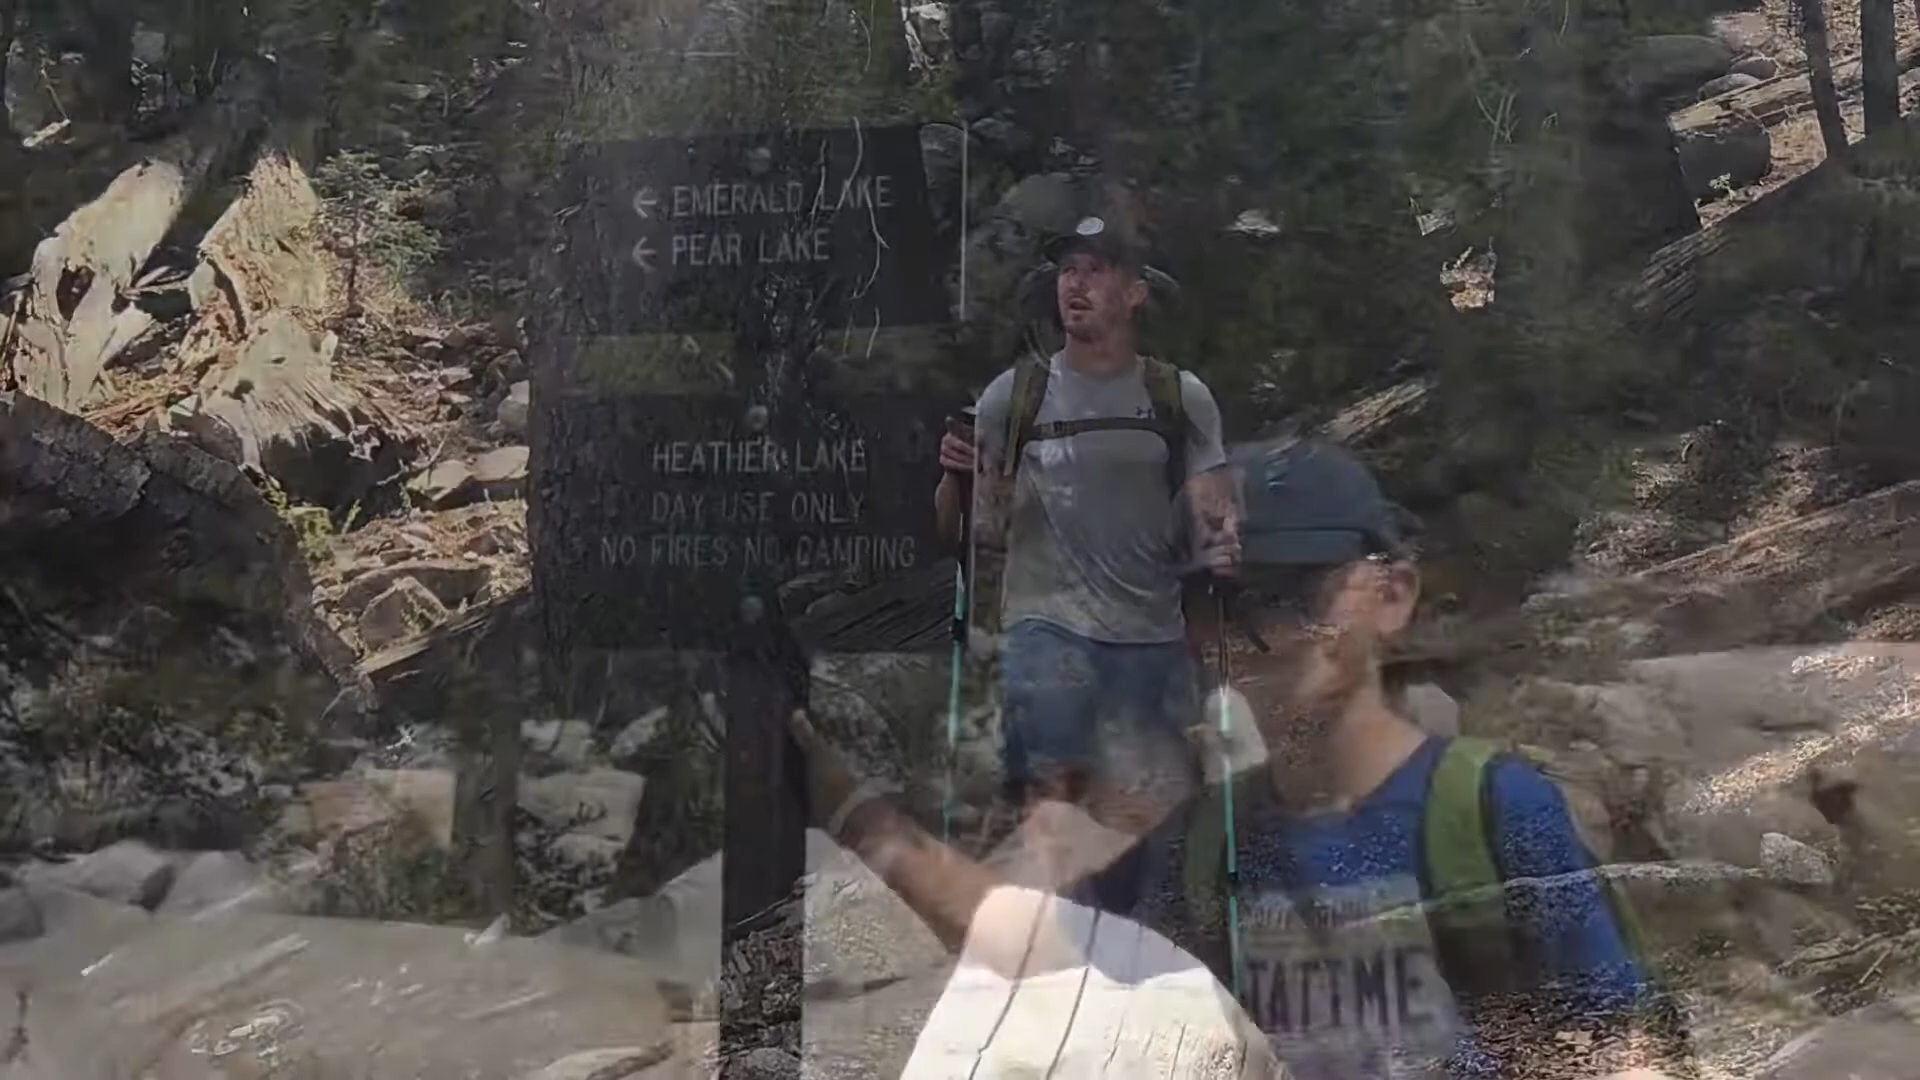 ← EMERALD LAKE
← PEAR LAKE
HEATHER LAKE
DAY USE ONLY
NO FIRES NO CAMPING